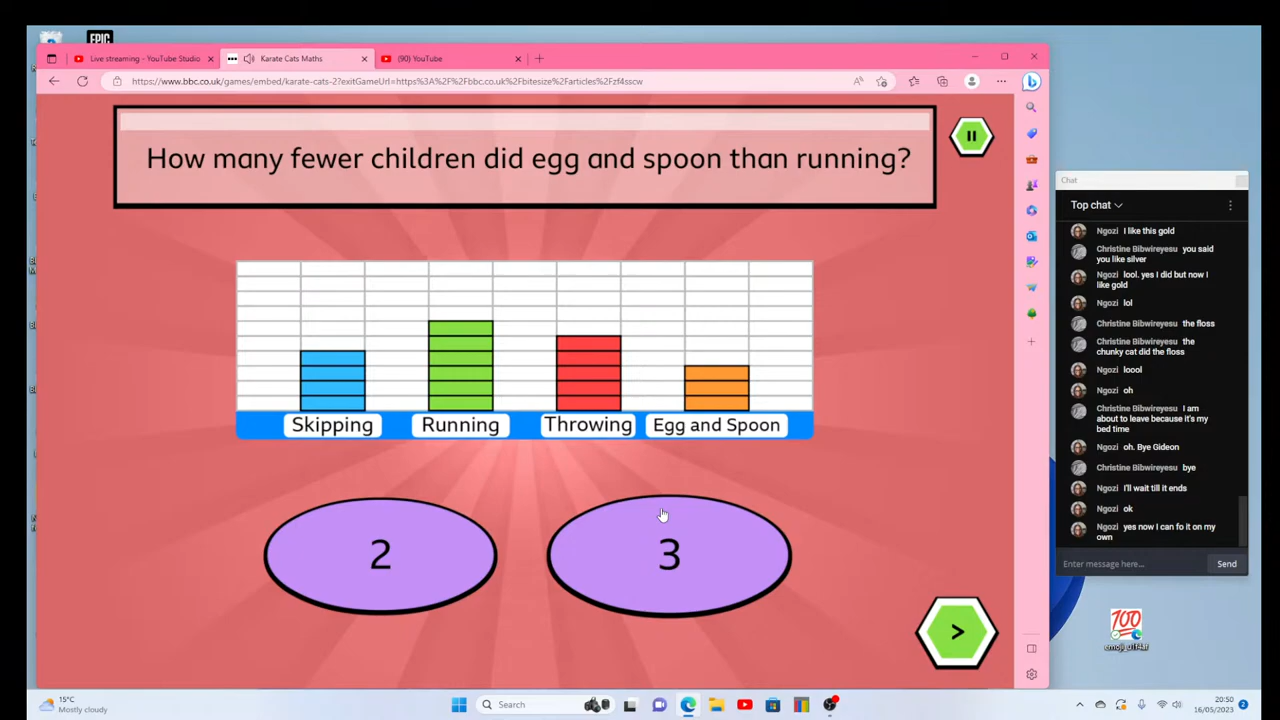 EPIC
Live streaming - YouTube Studio
Karate Cats Maths
(90) YouTube
https://www.bbc.co.uk/games/embed/karate-cats-2?exitGameUrl=https%3A%2F%2Fbbc.co.uk%2Fbitesize%2Farticles%2Fzf4sscw
How many fewer children did egg and spoon than running?
Skipping
Running
Throwing
Egg and Spoon
2
3
>
Chat
Top chat
Ngozi I like this gold
Christine Bibwireyesu you said
you like silver
Ngozi lool. yes I did but now I
like gold
Ngozi lol
Christine Bibwireyesu the floss
Christine Bibwireyesu the
chunky cat did the floss
Ngozi loool
Ngozi oh
Christine Bibwireyesu I am
about to leave because it's my
bed time
Ngozi oh. Bye Gideon
Christine Bibwireyesu bye
Ngozi I'll wait till it ends
Ngozi ok
Ngozi yes now I can fo it on my
own
Enter message here...
Send
100
emoji_u1f4af
15°C
Mostly cloudy
Search
20:50
16/05/2023
2